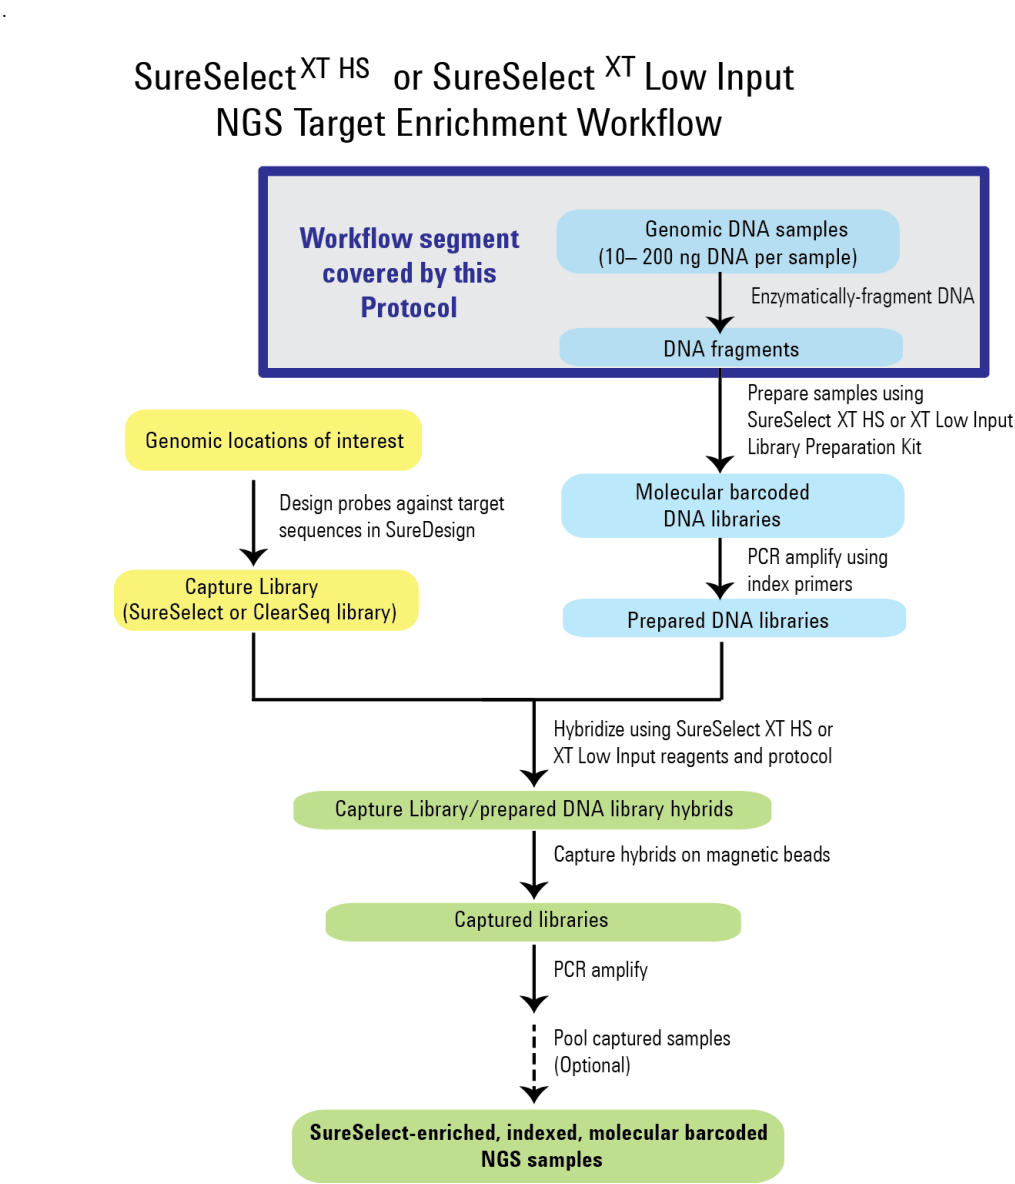 .
SureSelect XT HS or SureSelect XT Low Input
NGS Target Enrichment Workflow
Workflow segment
covered by this
Protocol
Genomic DNA samples
(10– 200 ng DNA per sample)
Enzymatically-fragment DNA
DNA fragments
Prepare samples using
SureSelect XT HS or XT Low Input
Library Preparation Kit
Genomic locations of interest
Design probes against target
sequences in SureDesign
Molecular barcoded
DNA libraries
PCR amplify using
index primers
Capture Library
(SureSelect or ClearSeq library)
Prepared DNA libraries
Hybridize using SureSelect XT HS or
XT Low Input reagents and protocol
Capture Library/prepared DNA library hybrids
Capture hybrids on magnetic beads
Captured libraries
PCR amplify
Pool captured samples
(Optional)
SureSelect-enriched, indexed, molecular barcoded
NGS samples